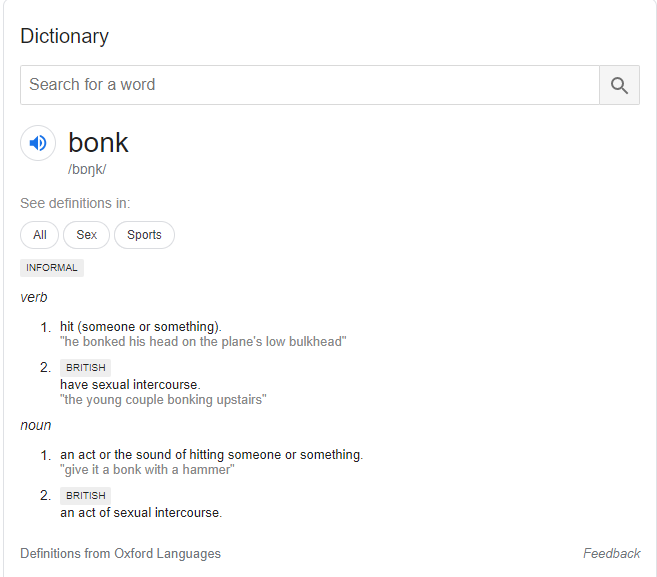 Dictionary
Search for a word
bonk
/bɒŋk/
See definitions in:
All Sex Sports
INFORMAL
verb
1. hit (someone or something).
"he bonked his head on the plane's low bulkhead"
2. BRITISH
have sexual intercourse.
"the young couple bonking upstairs"
noun
1. an act or the sound of hitting someone or something.
"give it a bonk with a hammer"
2. BRITISH
an act of sexual intercourse.
Definitions from Oxford Languages Feedback